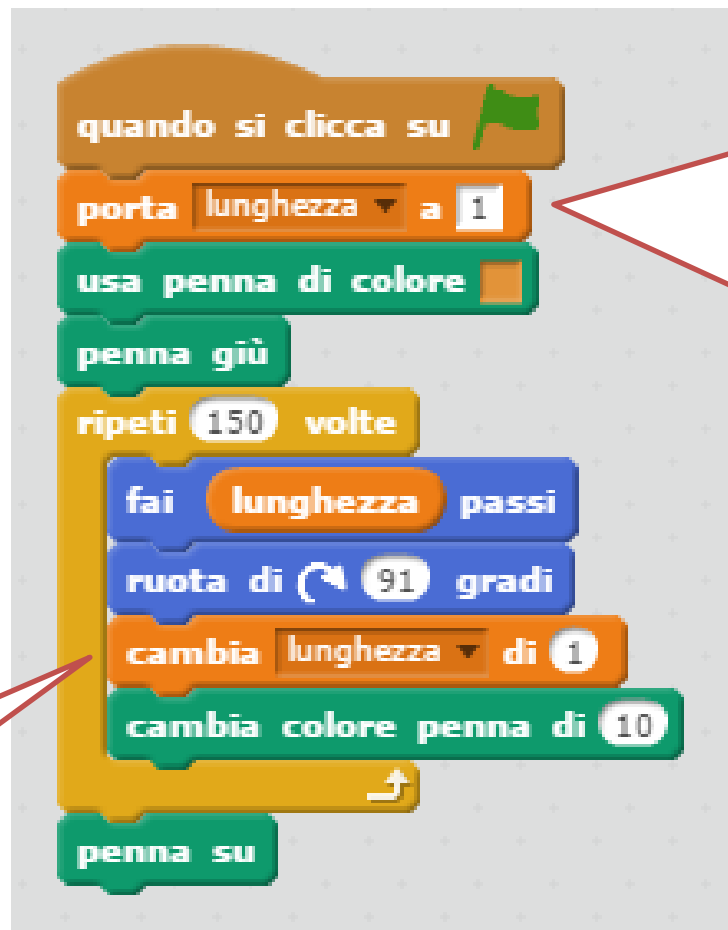 quando si clicca su
porta lunghezza a 1
usa penna di colore
penna giù
ripeti 150 volte
fai lunghezza passi
ruota di 91 gradi
cambia lunghezza di 1
cambia colore penna di 10
penna su